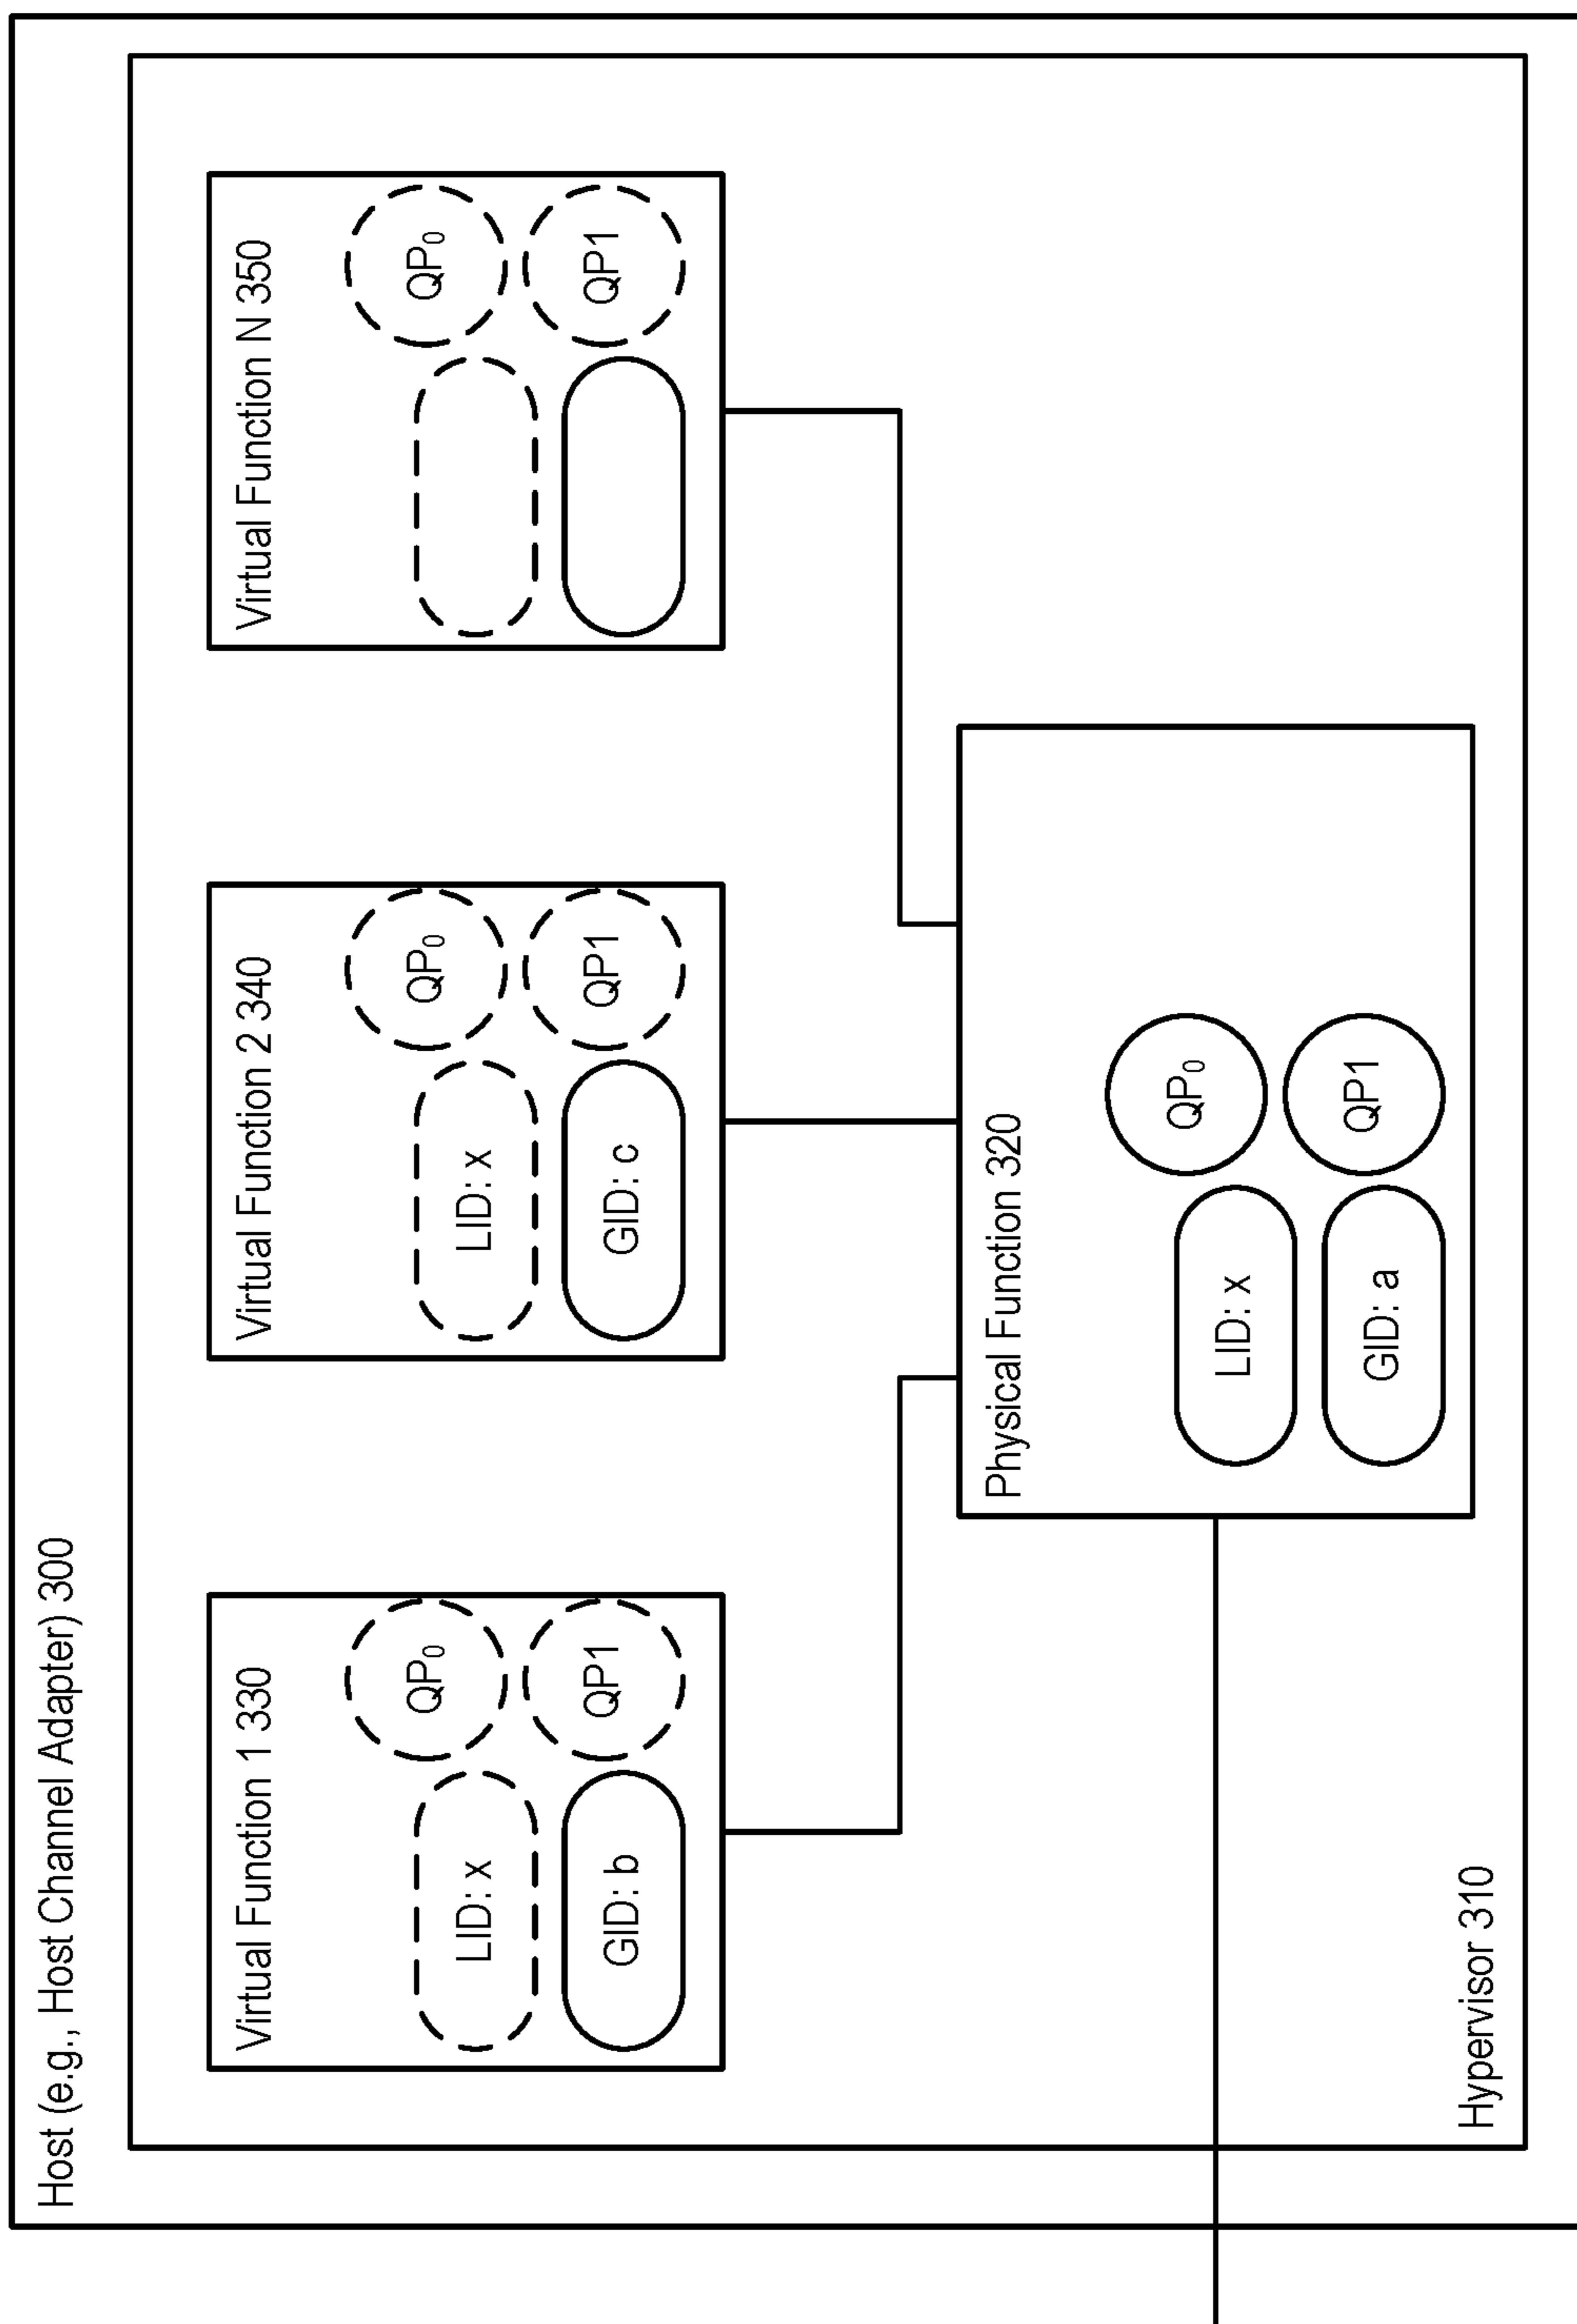 Host (e.g., Host Channel Adapter) 300
Virtual Function 1 330
QP₀
LID: x
QP1
GID: b
Virtual Function 2 340
QP₀
LID: x
QP1
GID: c
Virtual Function N 350
QP₀
QP1
Physical Function 320
QP₀
LID: x
QP1
GID: a
Hypervisor 310